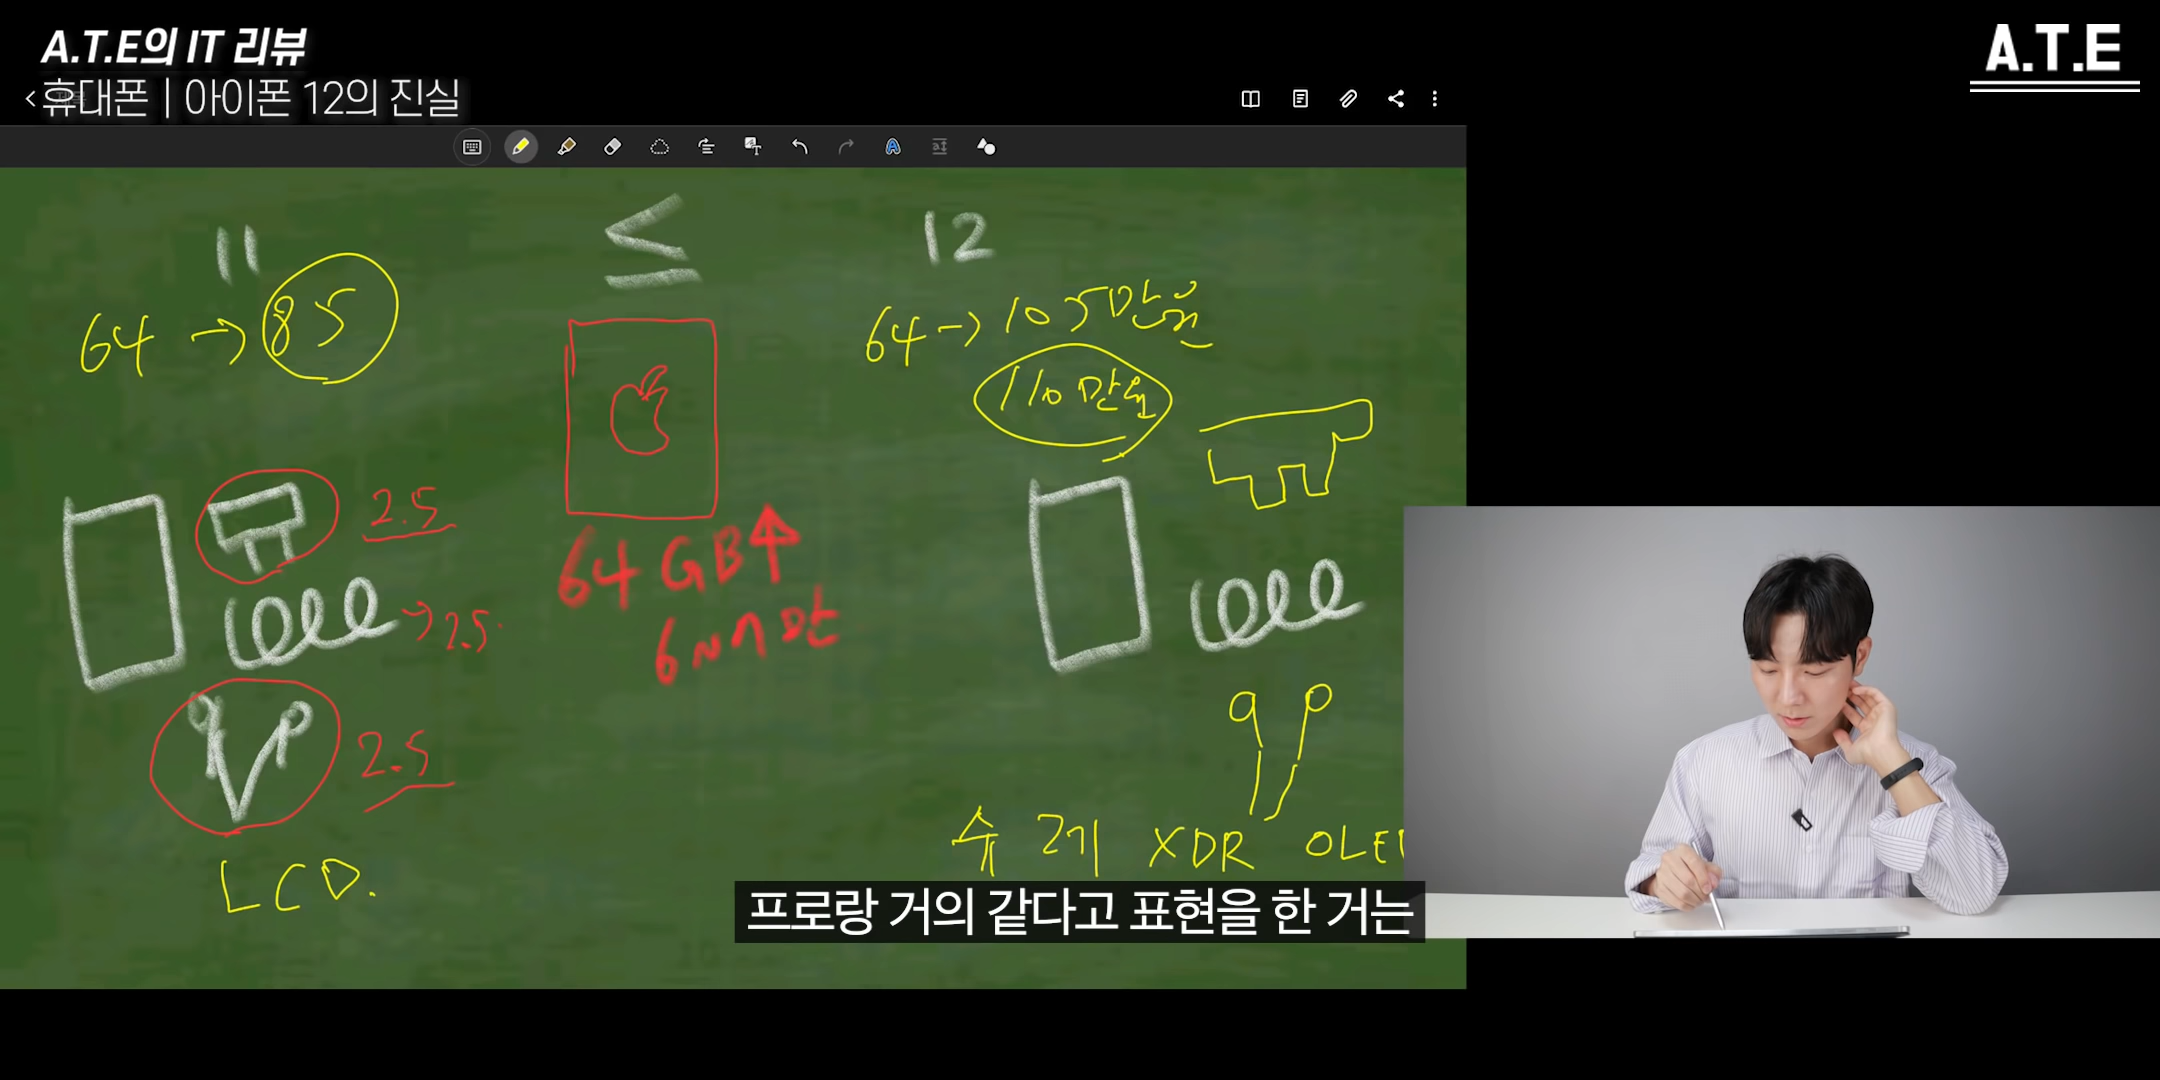 A.T.E의 IT 리뷰
A.T.E
휴대폰 | 아이폰 12의 진실
11
≤
12
64 → 85
64 → 105만원
110만원
2.5
64 GB↑
→ 2.5
6만
2.5
슈 2기 XDR OLE
LCD.
프로랑 거의 같다고 표현을 한 거는